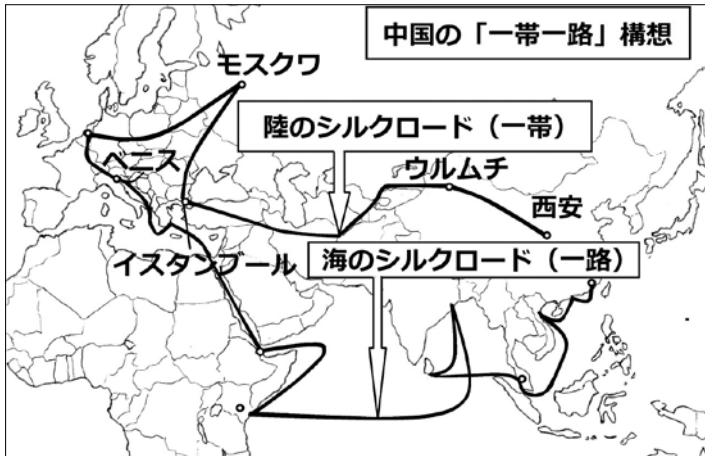 中国の「一帯一路」構想
モスクワ
陸のシルクロード（一帯）
ベニス
ウルムチ
西安
イスタンブール
海のシルクロード（一路）